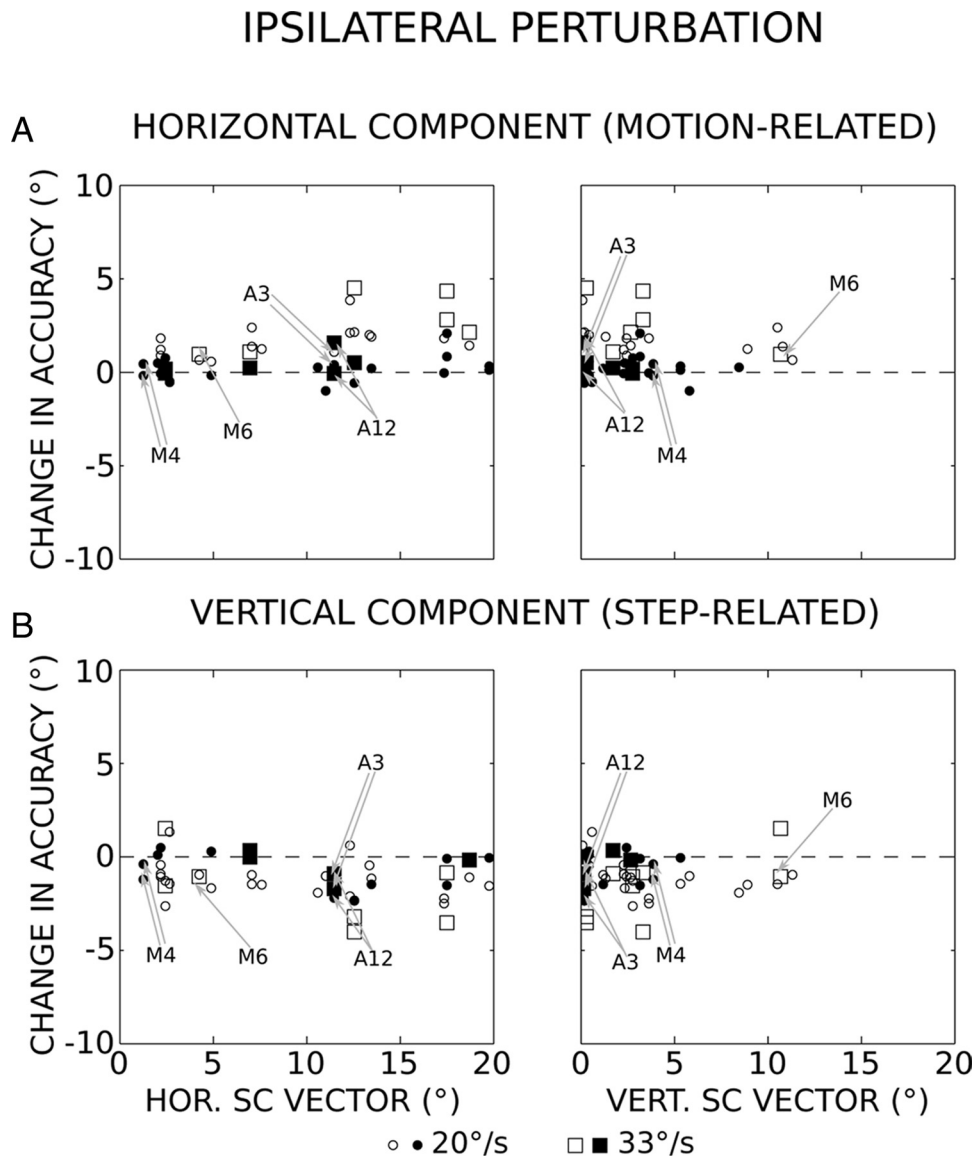 IPSILATERAL PERTURBATION
A
HORIZONTAL COMPONENT (MOTION-RELATED)
CHANGE IN ACCURACY (°)
10
5
0
-5
-10
A3
M6
M4
A12
A3
M6
A12
M4
B
VERTICAL COMPONENT (STEP-RELATED)
CHANGE IN ACCURACY (°)
10
5
0
-5
-10
A3
M4
M6
A12
A12
M6
A3
M4
0 5 10 15 20
0 5 10 15 20
HOR. SC VECTOR (°)
VERT. SC VECTOR (°)
20°/s
33°/s